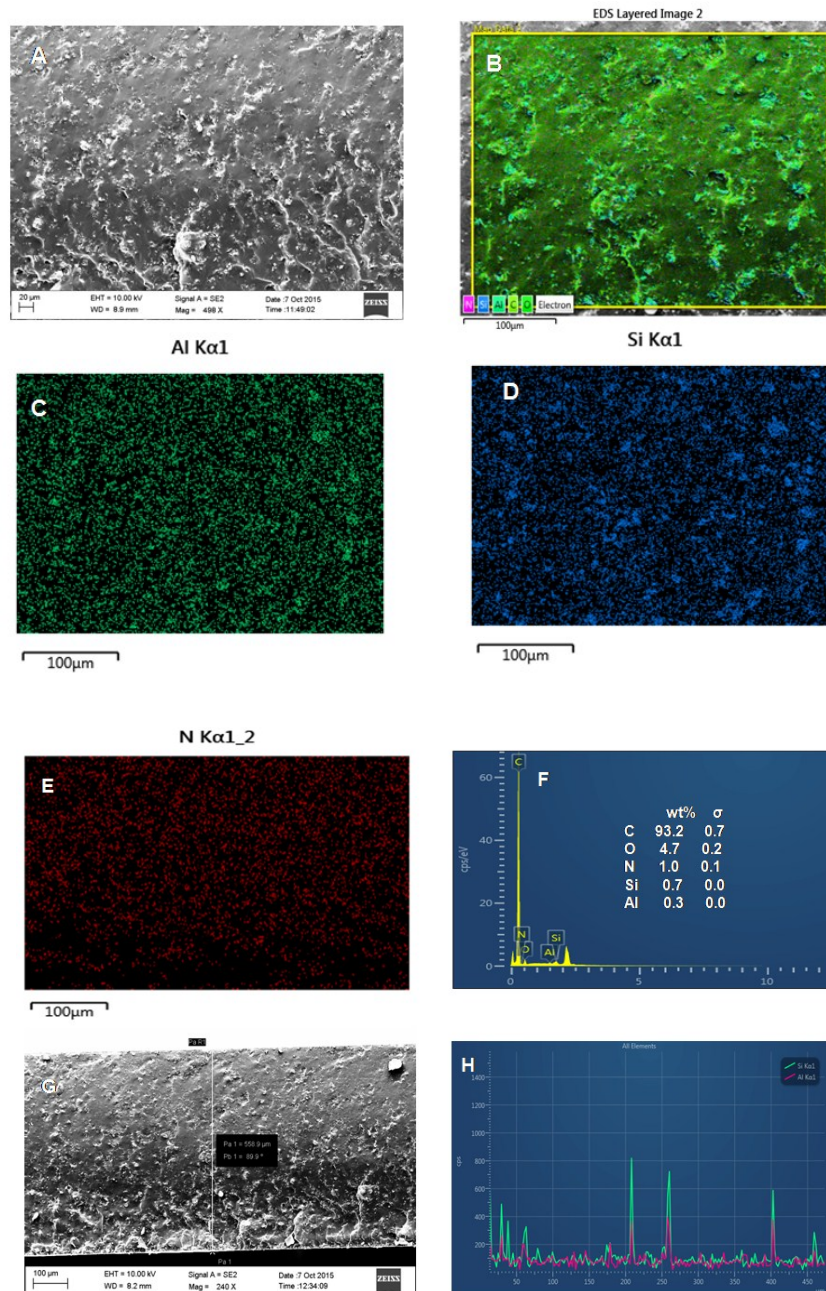 A
20 µm
EHT = 10.00 kV
WD = 8.9 mm
Signal A = SE2
Mag = 498 X
Date :7 Oct 2015
Time :11:49:02
ZEISS
EDS Layered Image 2
B
N Si Al C O Electron
100µm
Al Kα1
C
100µm
Si Kα1
D
100µm
N Kα1_2
E
100µm
F
cps/eV
60
40
20
0
C
N
O
Al
Si
0 5 10
wt% σ
C 93.2 0.7
O 4.7 0.2
N 1.0 0.1
Si 0.7 0.0
Al 0.3 0.0
G
Pa R1
Pa 1 = 558.9 µm
Pb 1 = 89.9 °
Pa 1
100 µm
EHT = 10.00 kV
WD = 8.2 mm
Signal A = SE2
Mag = 240 X
Date :7 Oct 2015
Time :12:34:09
ZEISS
H
All Elements
Si Kα1
Al Kα1
cps
1400
1200
1000
800
600
400
200
50 100 150 200 250 300 350 400 450